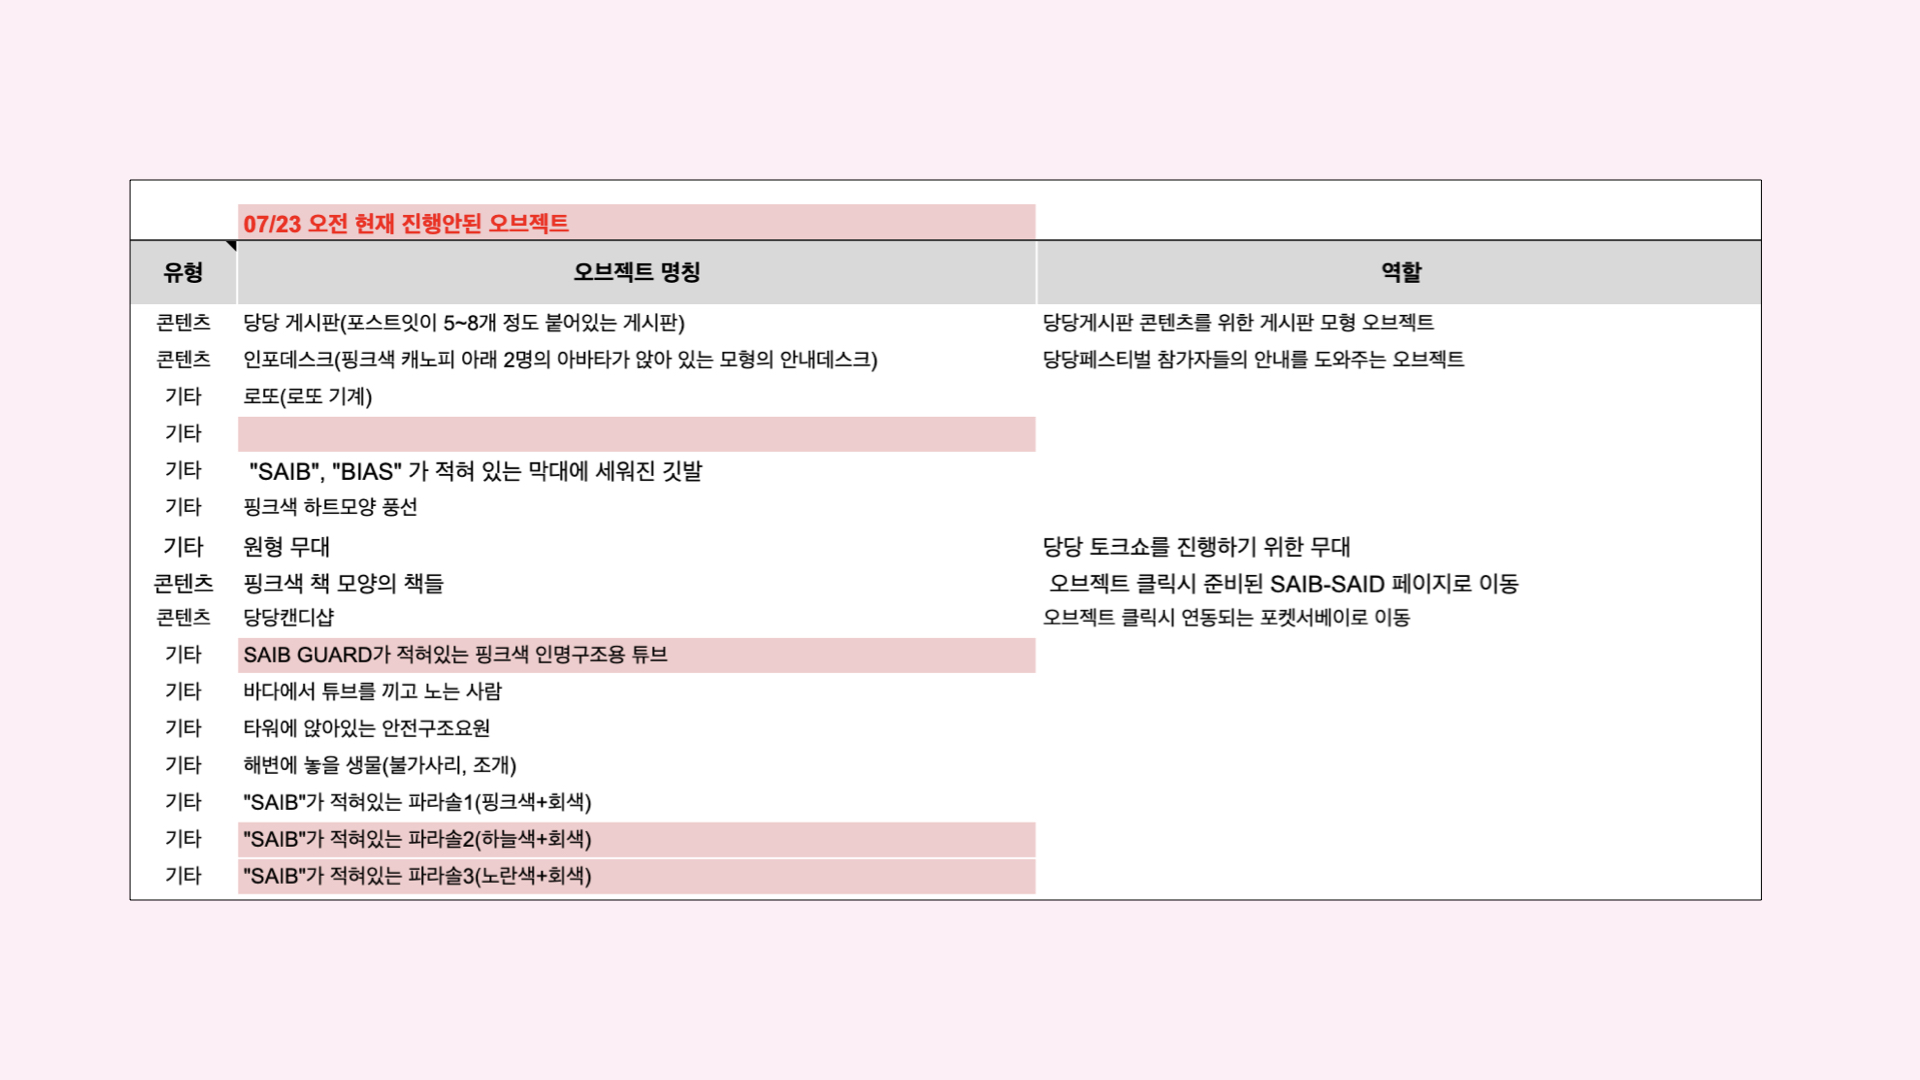 07/23 오전 현재 진행안된 오브젝트
유형 오브젝트 명칭 역할
콘텐츠 당당 게시판(포스트잇이 5~8개 정도 붙어있는 게시판) 당당게시판 콘텐츠를 위한 게시판 모형 오브젝트
콘텐츠 인포데스크(핑크색 캐노피 아래 2명의 아바타가 앉아 있는 모형의 안내데스크) 당당페스티벌 참가자들의 안내를 도와주는 오브젝트
기타 로또(로또 기계)
기타
기타 "SAIB", "BIAS" 가 적혀 있는 막대에 세워진 깃발
기타 핑크색 하트모양 풍선
기타 원형 무대 당당 토크쇼를 진행하기 위한 무대
콘텐츠 핑크색 책 모양의 책들 오브젝트 클릭시 준비된 SAIB-SAID 페이지로 이동
콘텐츠 당당캔디샵 오브젝트 클릭시 연동되는 포켓서베이로 이동
기타 SAIB GUARD가 적혀있는 핑크색 인명구조용 튜브
기타 바다에서 튜브를 끼고 노는 사람
기타 타워에 앉아있는 안전구조요원
기타 해변에 놓을 생물(불가사리, 조개)
기타 "SAIB"가 적혀있는 파라솔1(핑크색+회색)
기타 "SAIB"가 적혀있는 파라솔2(하늘색+회색)
기타 "SAIB"가 적혀있는 파라솔3(노란색+회색)